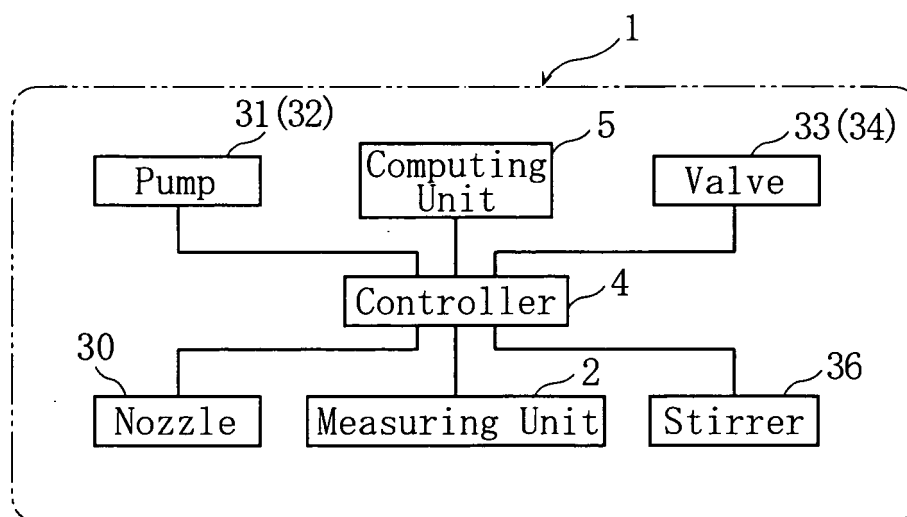 1
31(32)
5
33(34)
Pump
Computing
Unit
Valve
Controller
4
30
2
36
Nozzle
Measuring Unit
Stirrer